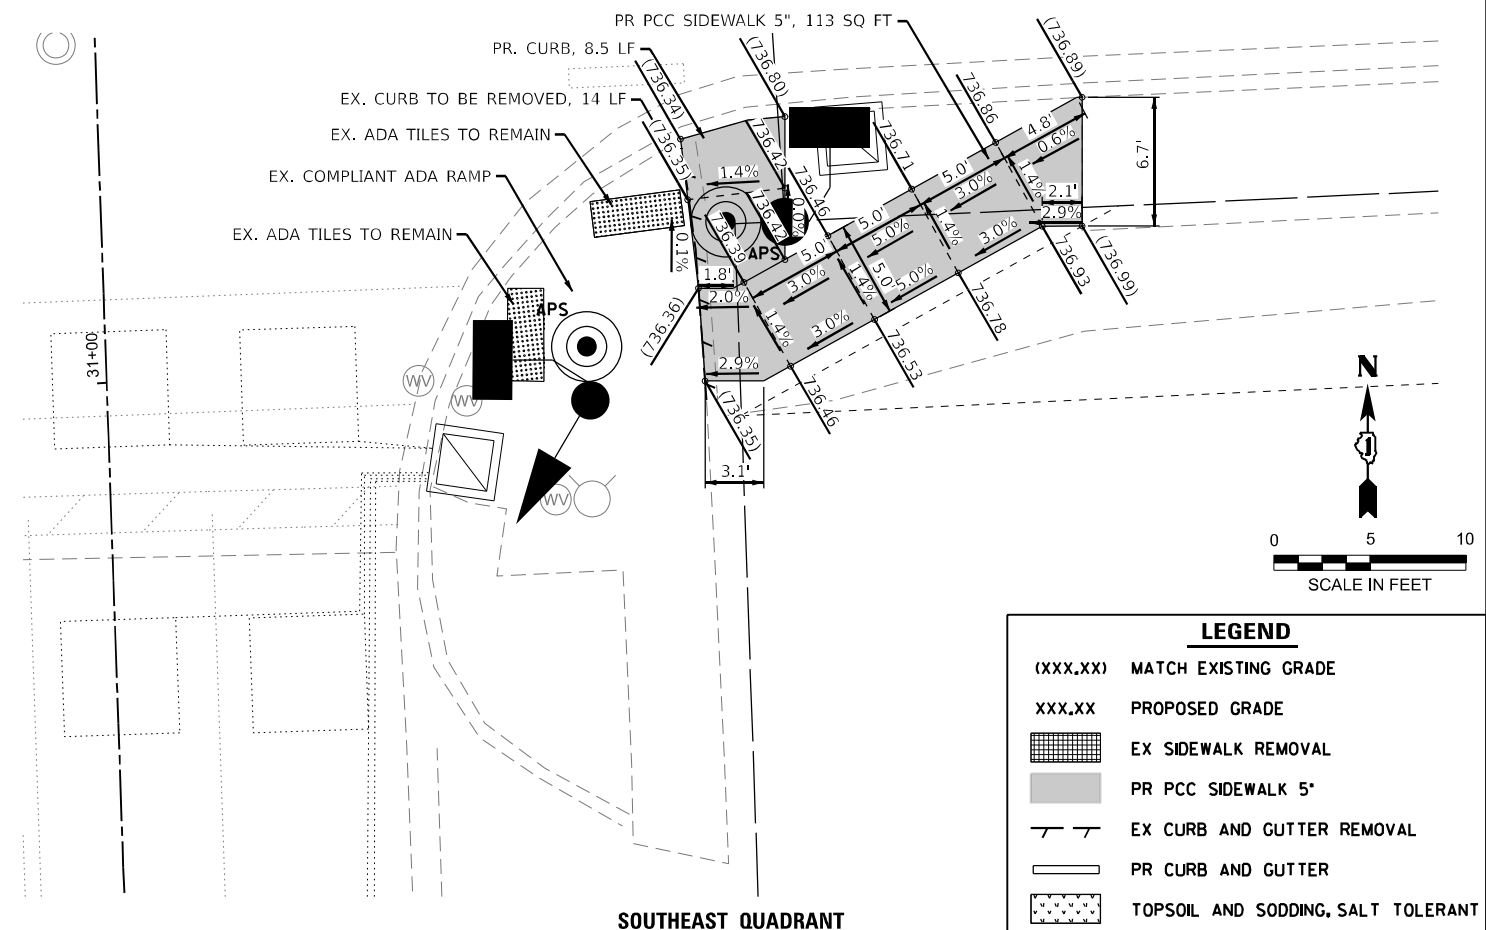 PR PCC SIDEWALK 5", 113 SQ FT
PR. CURB, 8.5 LF
EX. CURB TO BE REMOVED, 14 LF
EX. ADA TILES TO REMAIN
EX. COMPLIANT ADA RAMP
EX. ADA TILES TO REMAIN
(736.34)
(736.80)
(736.89)
(736.35)
736.42
736.46
736.71
736.86
736.42
736.39
(736.36)
(736.35)
736.46
736.53
736.78
736.93
(736.99)
1.4%
0.0%
0.1%
4.8'
0.6%
5.0'
3.0%
5.0'
5.0%
5.0'
3.0%
1.4%
1.4%
1.4%
1.4%
2.1'
2.9%
6.7'
3.0%
5.0%
5.0'
3.0%
1.8'
2.0%
2.9%
3.1'
APS
APS
WV
WV
WV
31+00
N
0 5 10
SCALE IN FEET
LEGEND
(XXX.XX) MATCH EXISTING GRADE
XXX.XX PROPOSED GRADE
EX SIDEWALK REMOVAL
PR PCC SIDEWALK 5"
EX CURB AND GUTTER REMOVAL
PR CURB AND GUTTER
TOPSOIL AND SODDING, SALT TOLERANT
SOUTHEAST QUADRANT